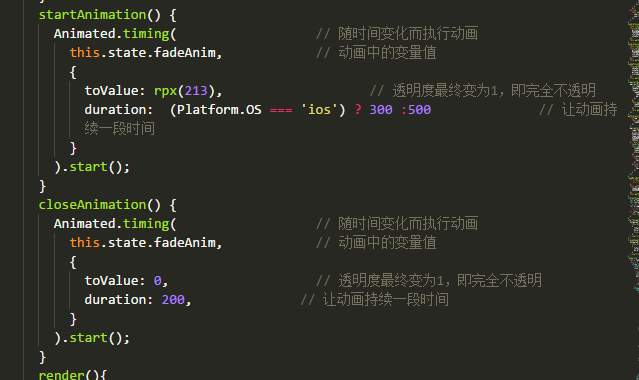 startAnimation() {
Animated.timing( // 随时间变化而执行动画
this.state.fadeAnim, // 动画中的变量值
{
toValue: rpx(213), // 透明度最终变为1，即完全不透明
duration: (Platform.OS === 'ios') ? 300 :500 // 让动画持
续一段时间
}
).start();
}
closeAnimation() {
Animated.timing( // 随时间变化而执行动画
this.state.fadeAnim, // 动画中的变量值
{
toValue: 0, // 透明度最终变为1，即完全不透明
duration: 200, // 让动画持续一段时间
}
).start();
}
render(){